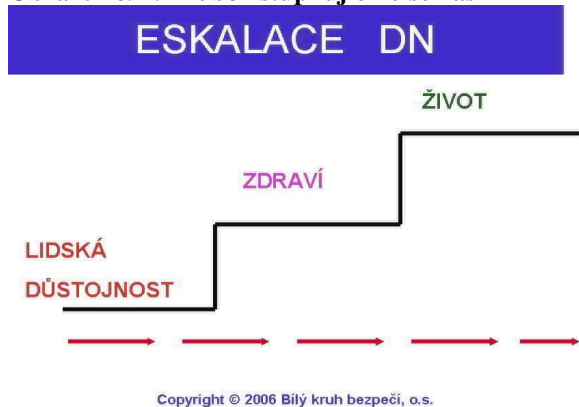 ESKALACE DN
ŽIVOT
ZDRAVÍ
LIDSKÁ
DŮSTOJNOST
Copyright © 2006 Bílý kruh bezpečí, o.s.